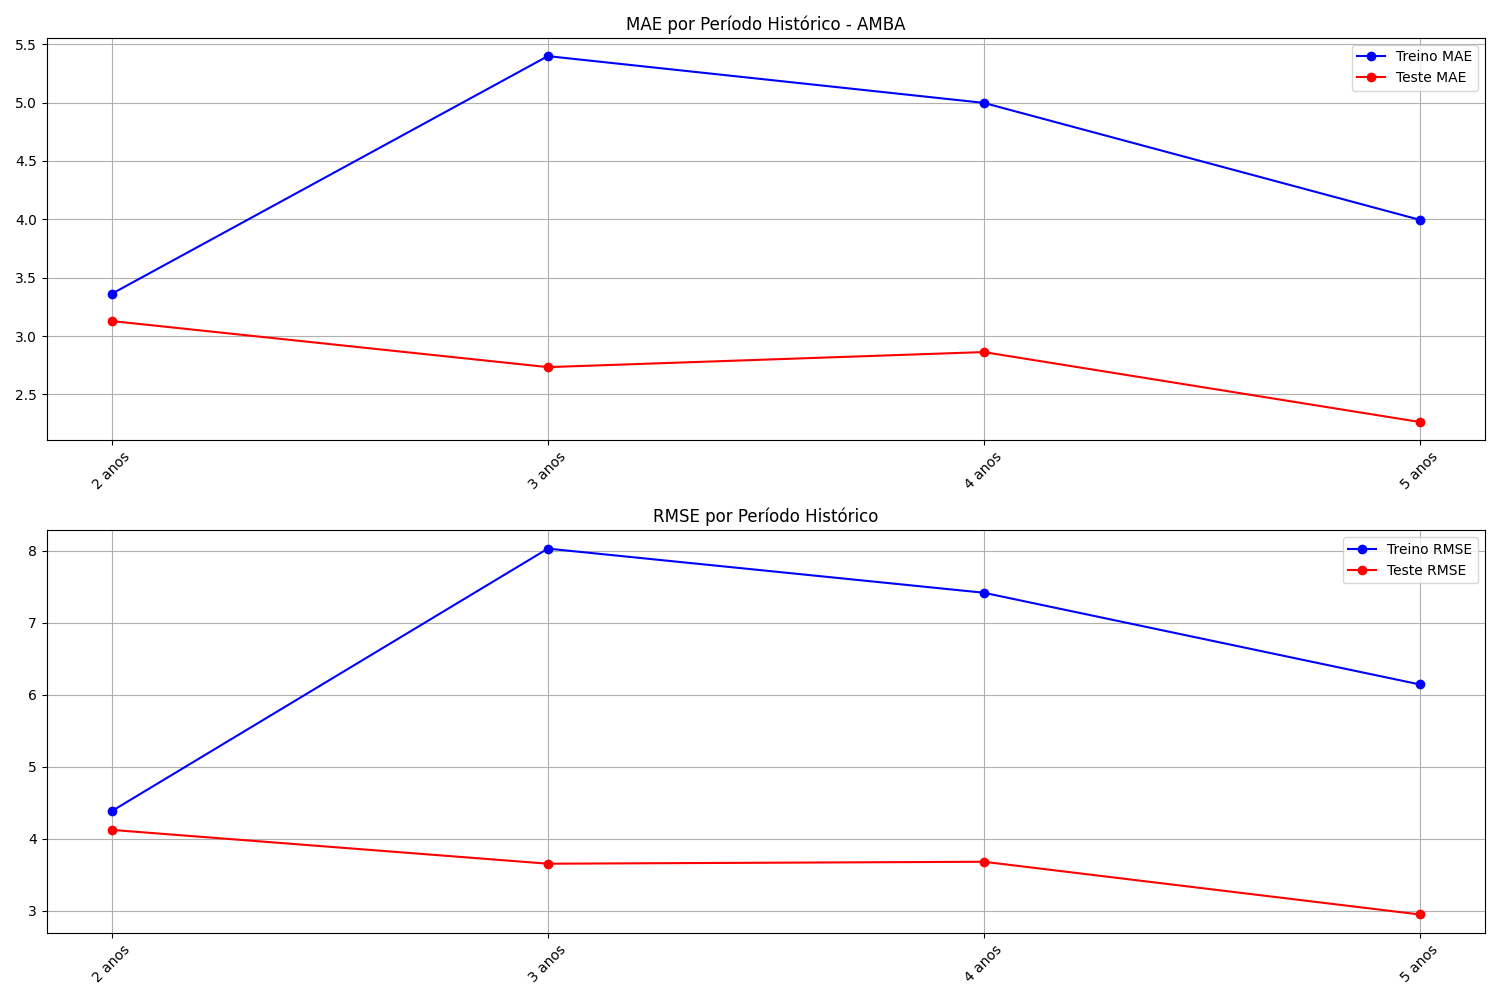 MAE por Período Histórico - AMBA
5.5
5.0
4.5
4.0
3.5
3.0
2.5
Treino MAE
Teste MAE
2 anos
3 anos
4 anos
5 anos
RMSE por Período Histórico
8
7
6
5
4
3
Treino RMSE
Teste RMSE
2 anos
3 anos
4 anos
5 anos